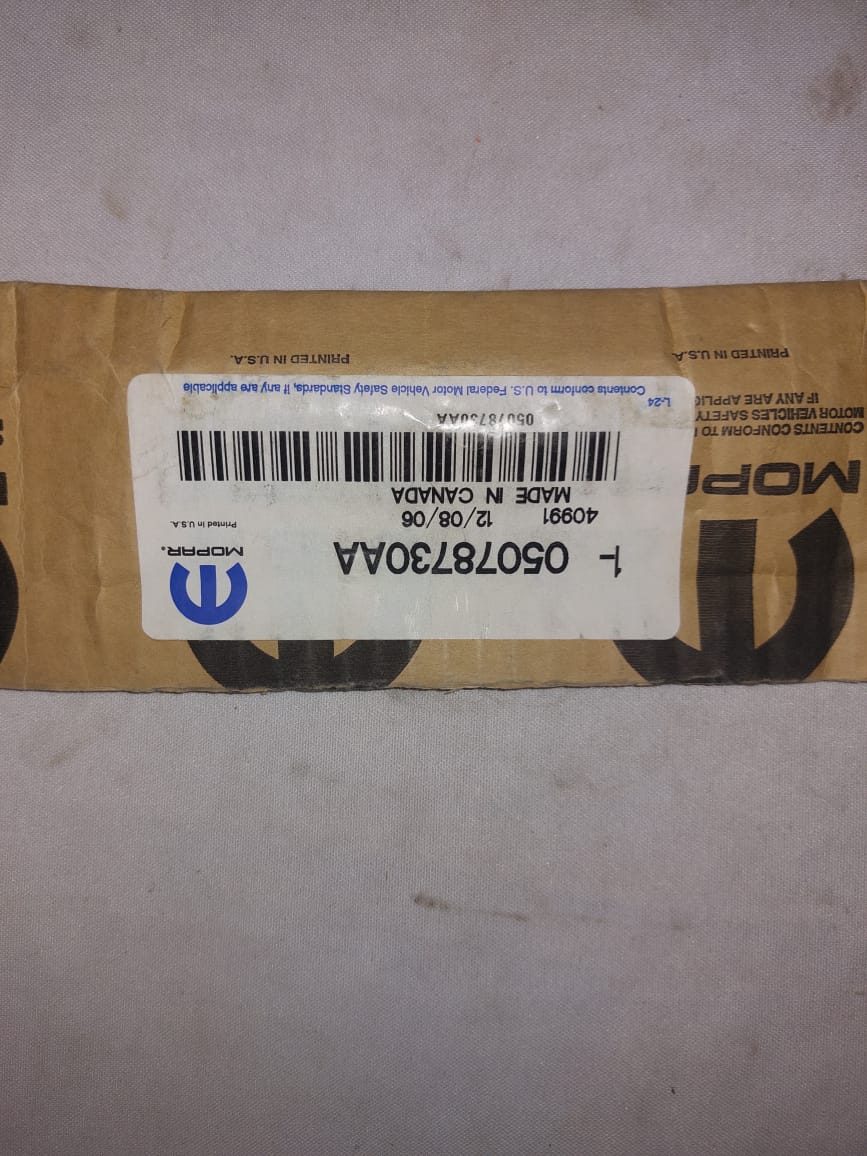 1- 05078730AA
40991 12/08/06
MADE IN CANADA
05078730AA
L-24 Contents conform to U.S. Federal Motor Vehicle Safety Standards, if any are applicable
MOPAR.
Printed in U.S.A.
MOPAR
CONTENTS CONFORM TO
MOTOR VEHICLES SAFETY
IF ANY ARE
PRINTED IN U.S.A.
PRINTED IN U.S.A.